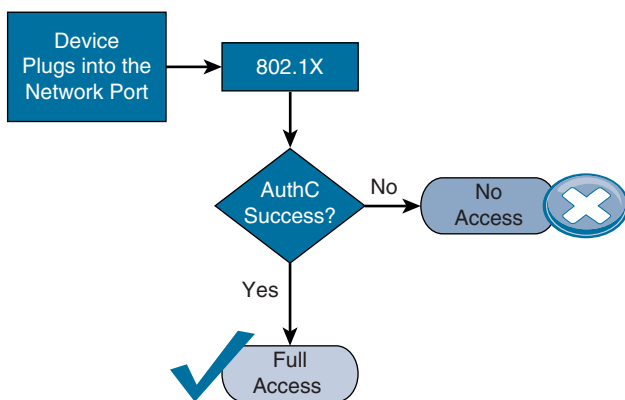 Device
Plugs into the
Network Port
802.1X
AuthC
Success?
No
No
Access
Yes
Full
Access